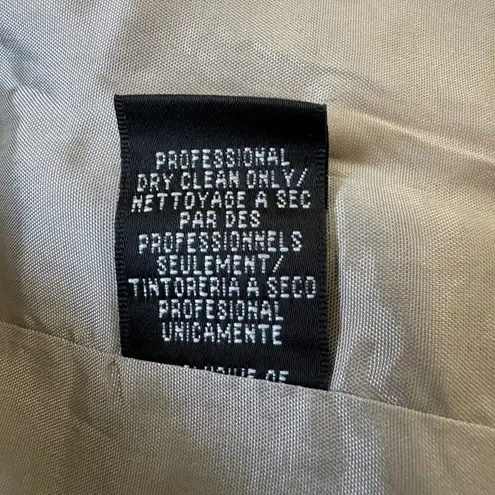 PROFESSIONAL
DRY CLEAN ONLY/
NETTOYAGE A SEC
PAR DES
PROFESSIONNELS
SEULEMENT/
TINTORERIA A SECO
PROFESIONAL
UNICAMENTE